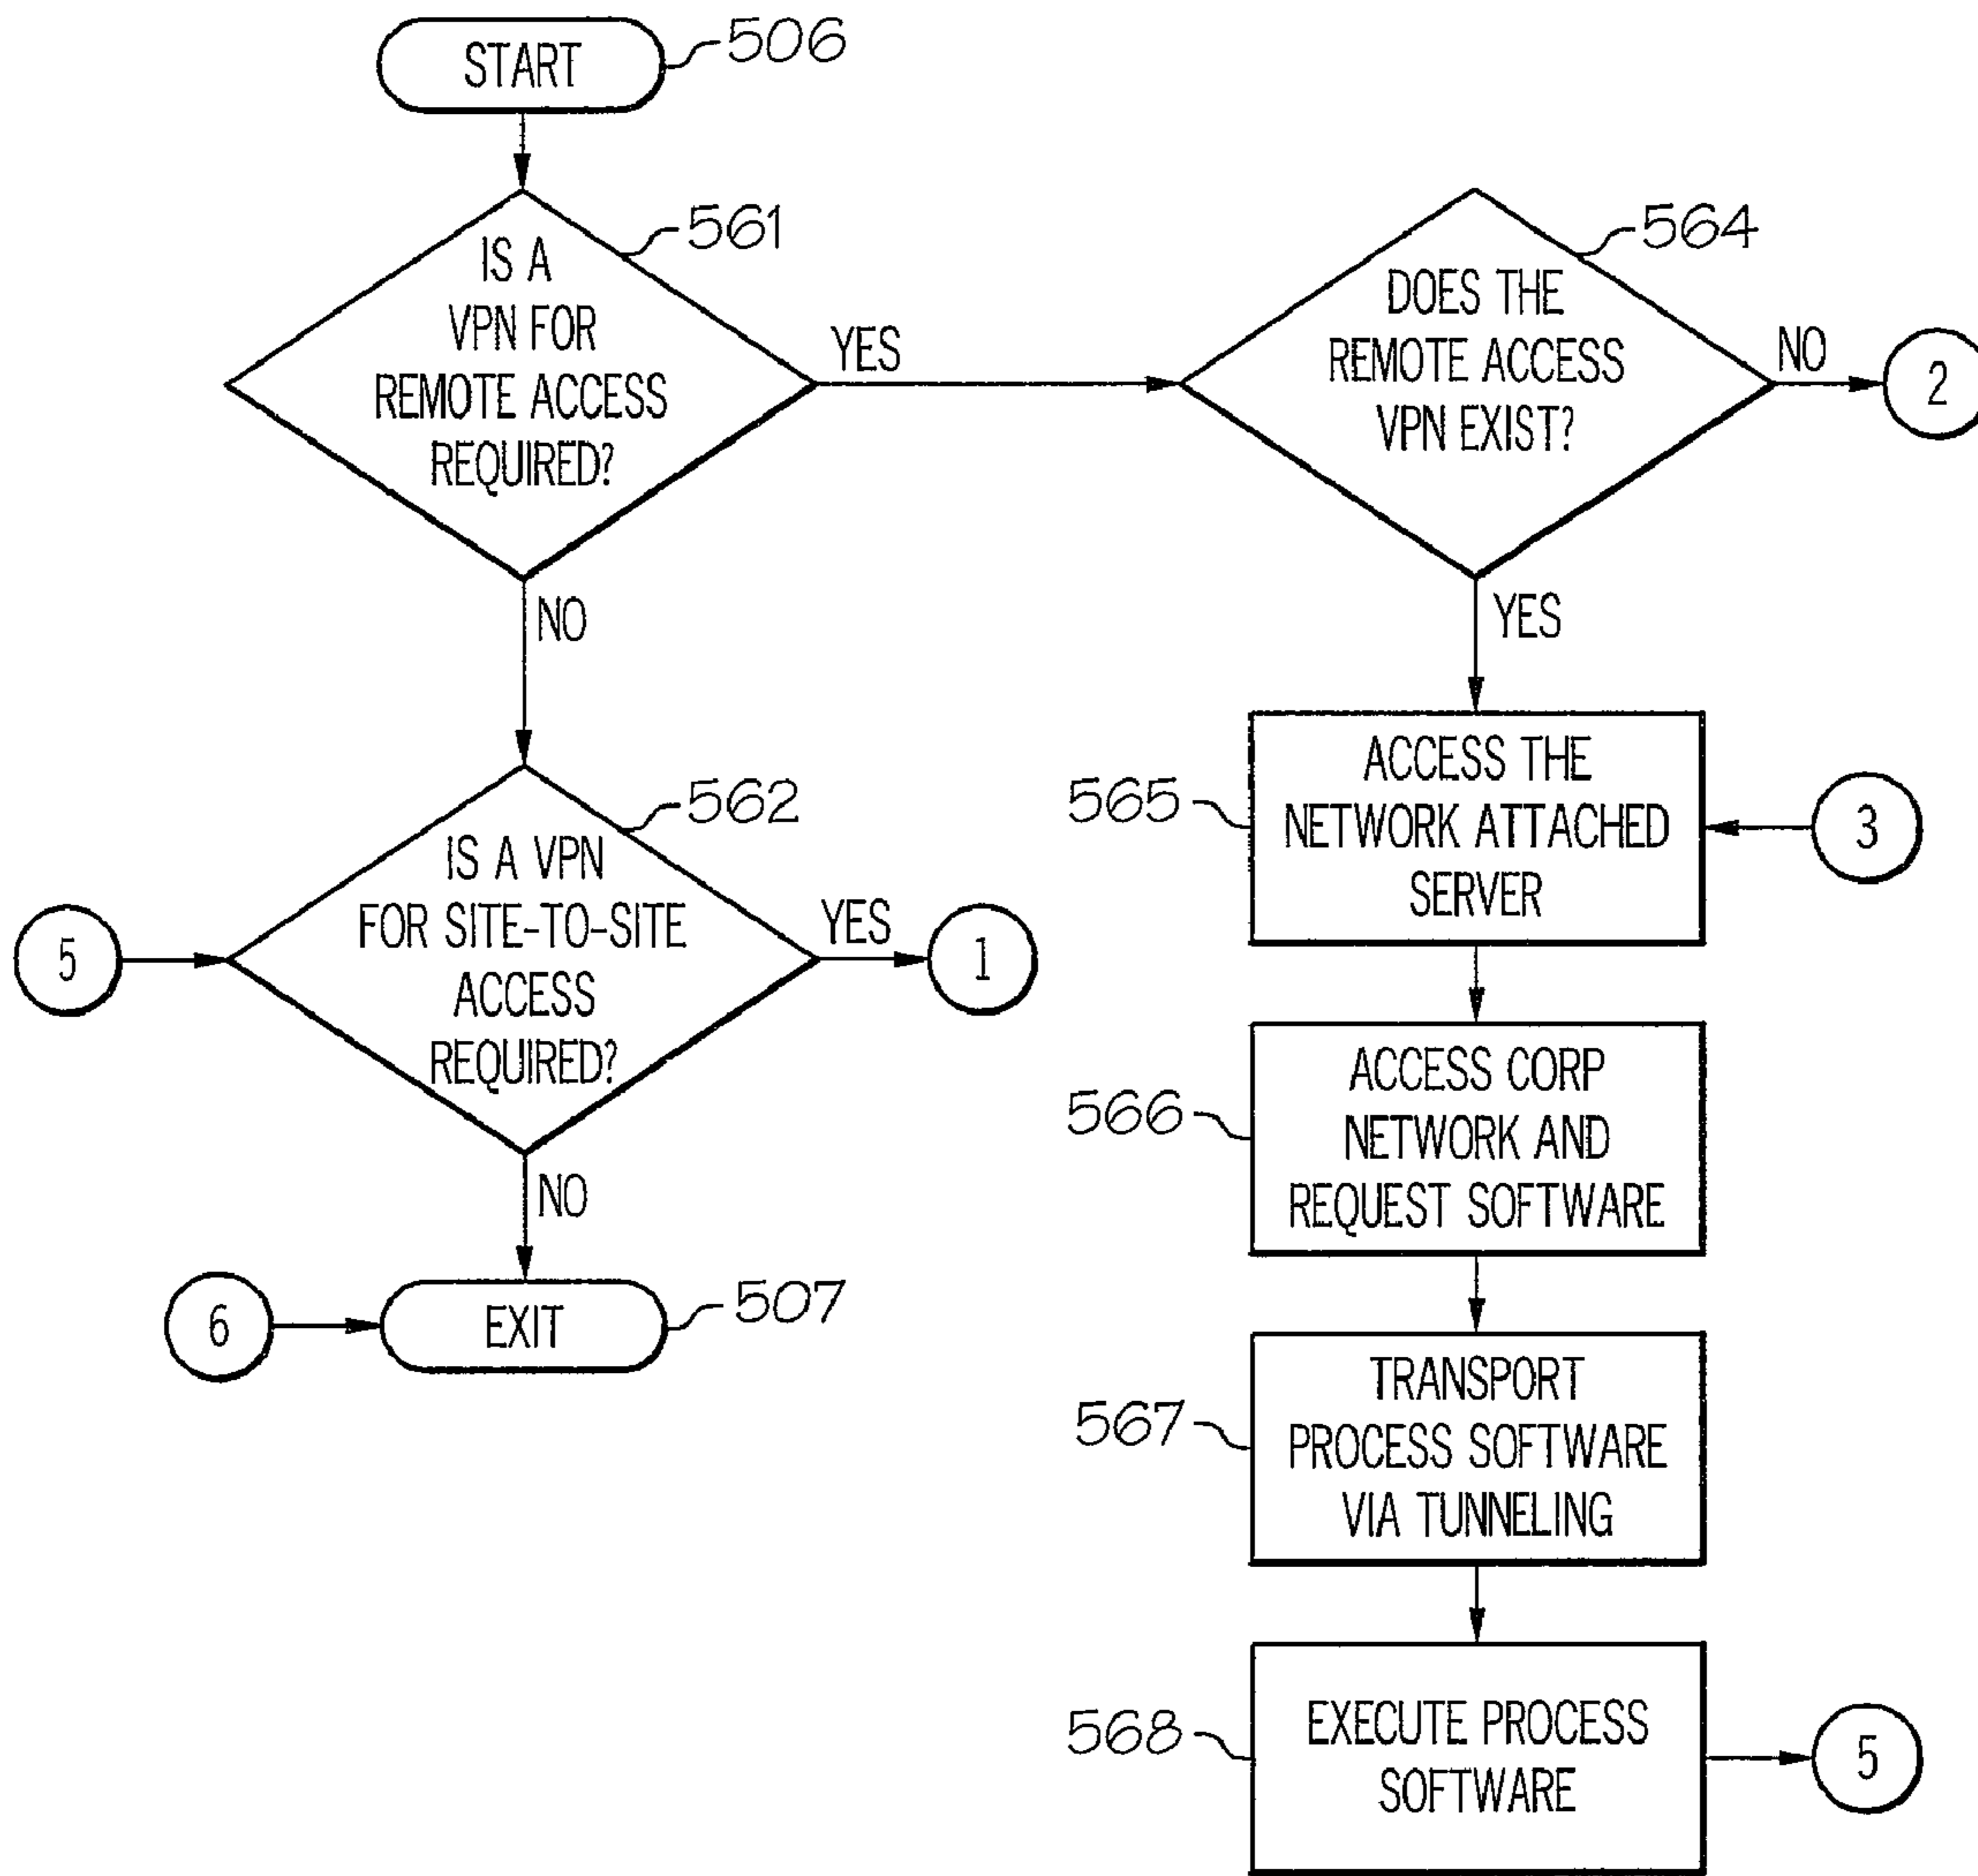 START
506
IS A
VPN FOR
REMOTE ACCESS
REQUIRED?
561
YES
NO
DOES THE
REMOTE ACCESS
VPN EXIST?
564
NO
2
YES
IS A VPN
FOR SITE-TO-SITE
ACCESS
REQUIRED?
562
5
YES
1
NO
6
EXIT
507
ACCESS THE
NETWORK ATTACHED
SERVER
565
3
ACCESS CORP
NETWORK AND
REQUEST SOFTWARE
566
TRANSPORT
PROCESS SOFTWARE
VIA TUNNELING
567
EXECUTE PROCESS
SOFTWARE
568
5